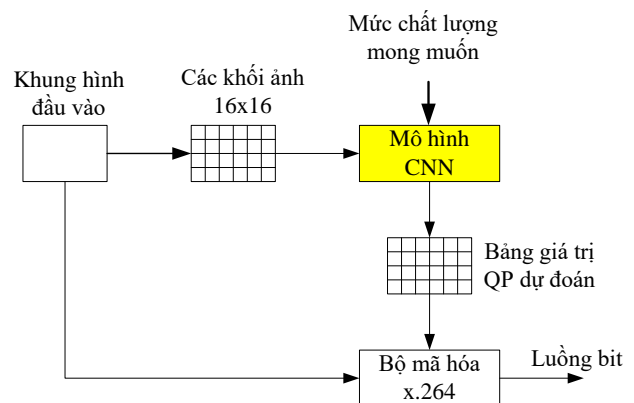 Mức chất lượng
mong muốn
Khung hình
đầu vào
Các khối ảnh
16x16
Mô hình
CNN
Bảng giá trị
QP dự đoán
Bộ mã hóa
x.264
Luồng bit